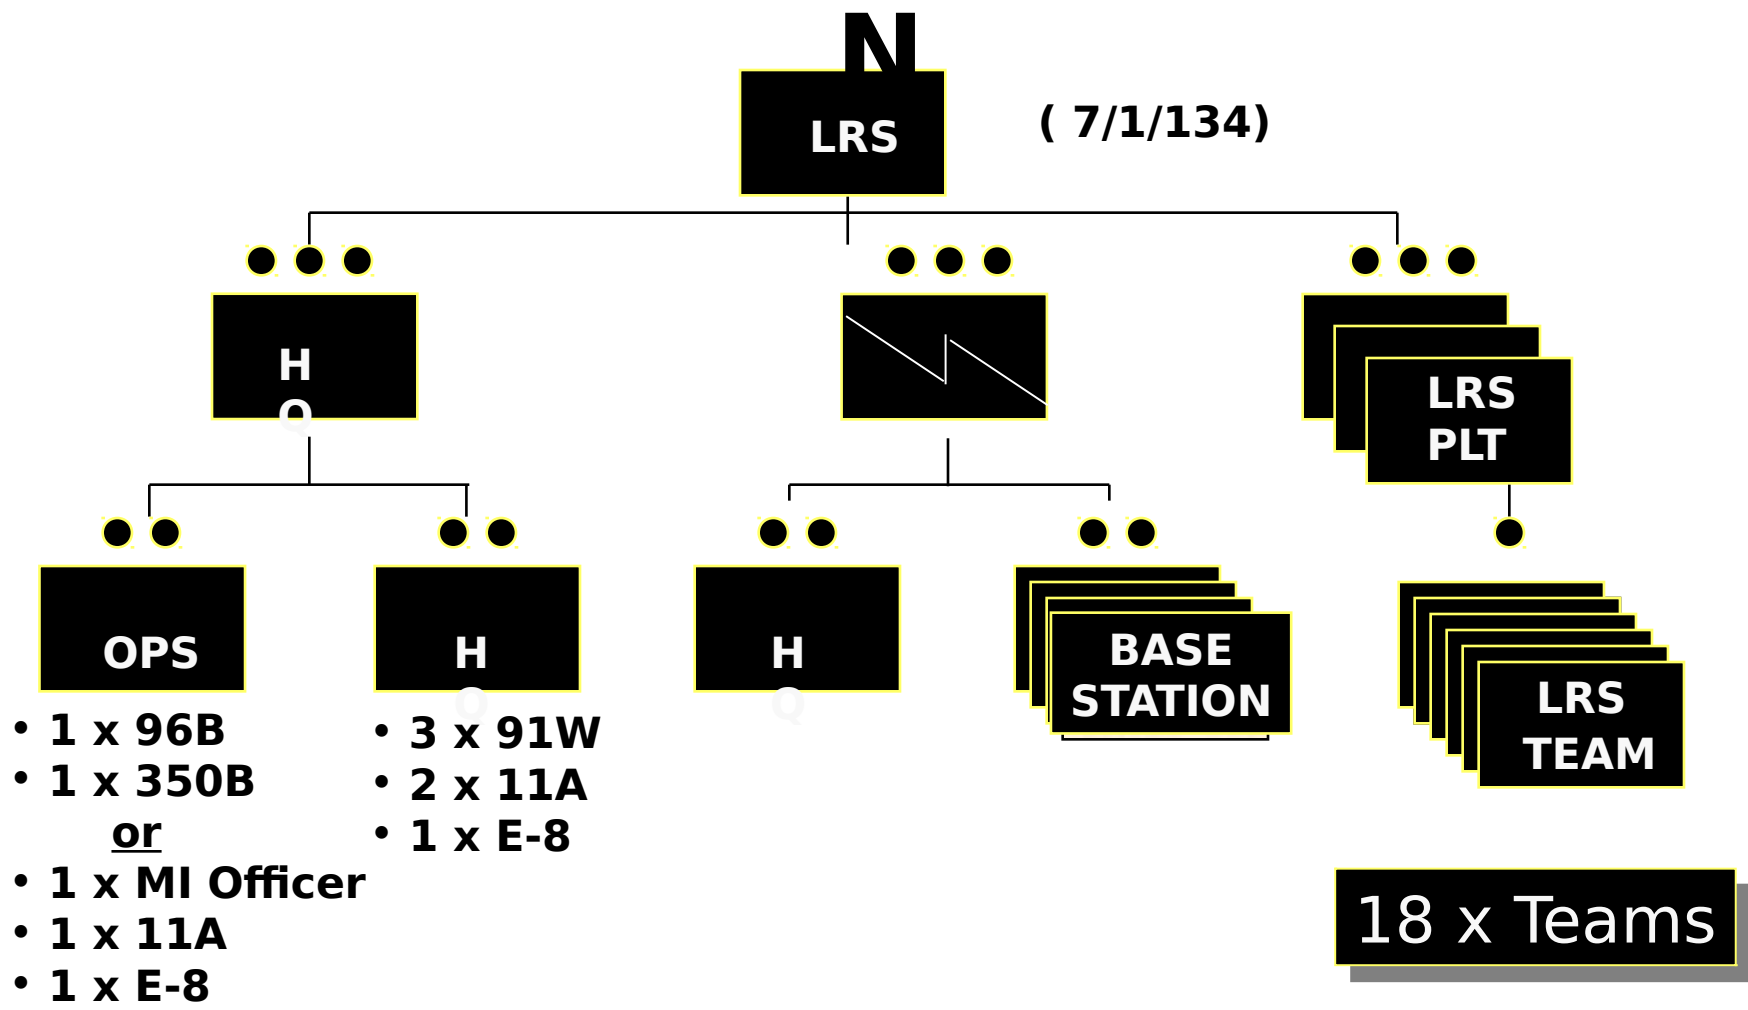 N
LRS
( 7/1/134)
H
Q
LRS
PLT
OPS
H
Q
H
Q
BASE
STATION
LRS
TEAM
• 1 x 96B
• 1 x 350B
or
• 1 x MI Officer
• 1 x 11A
• 1 x E-8
• 3 x 91W
• 2 x 11A
• 1 x E-8
18 x Teams